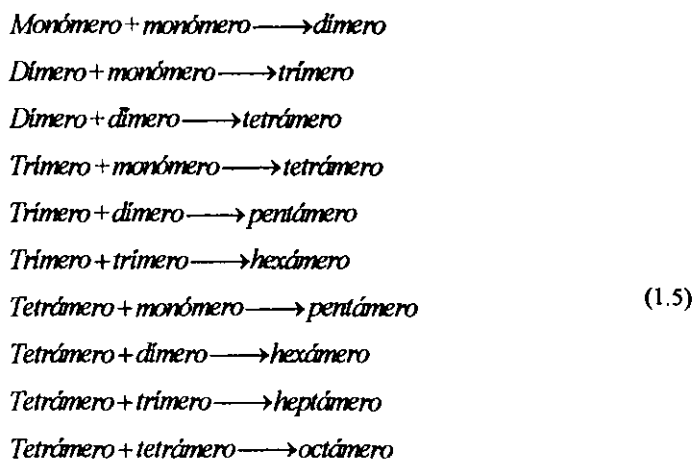 Monómero + monómero ⟶ dímero
Dímero + monómero ⟶ trímero
Dímero + dímero ⟶ tetrámero
Trímero + monómero ⟶ tetrámero
Trímero + dímero ⟶ pentámero
Trímero + trímero ⟶ hexámero
Tetrámero + monómero ⟶ pentámero (1.5)
Tetrámero + dímero ⟶ hexámero
Tetrámero + trímero ⟶ heptámero
Tetrámero + tetrámero ⟶ octámero